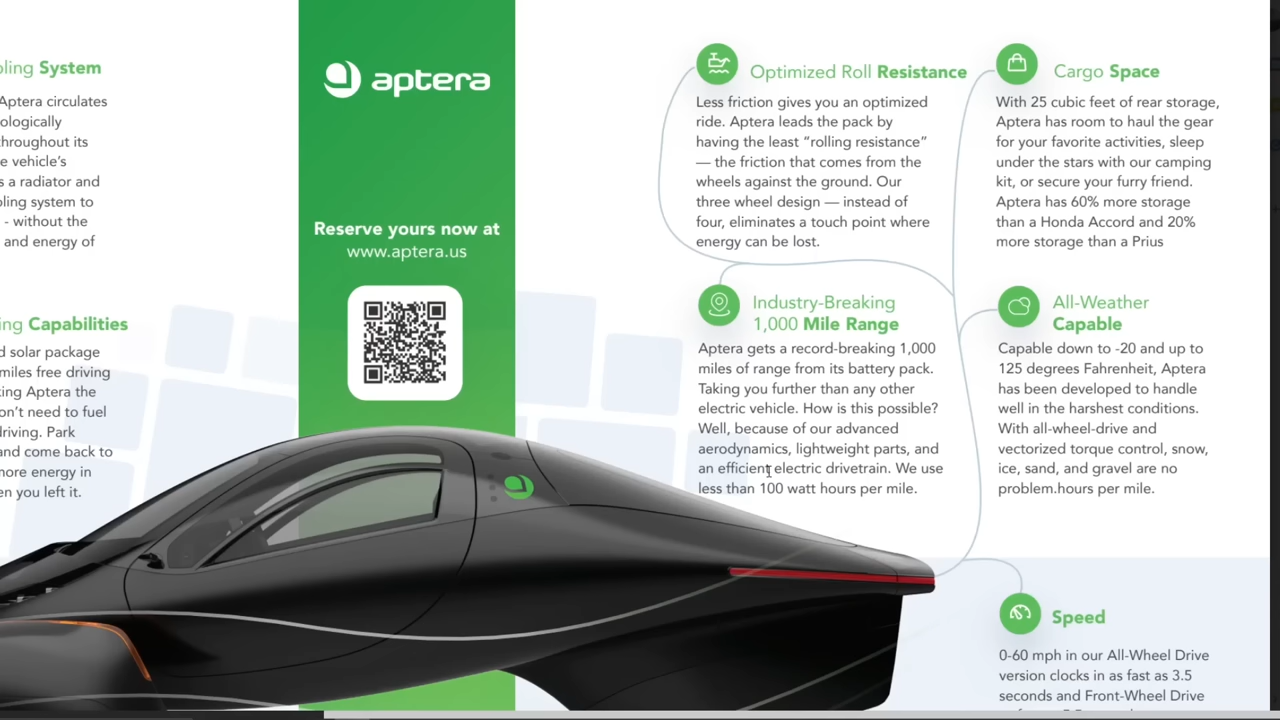 oling System
Aptera circulates
ologically
throughout its
e vehicle's
s a radiator and
oling system to
- without the
and energy of
ing Capabilities
d solar package
miles free driving
king Aptera the
on't need to fuel
driving. Park
and come back to
more energy in
en you left it.
aptera
Reserve yours now at
www.aptera.us
Optimized Roll Resistance
Less friction gives you an optimized
ride. Aptera leads the pack by
having the least “rolling resistance”
— the friction that comes from the
wheels against the ground. Our
three wheel design — instead of
four, eliminates a touch point where
energy can be lost.
Industry-Breaking
1,000 Mile Range
Aptera gets a record-breaking 1,000
miles of range from its battery pack.
Taking you further than any other
electric vehicle. How is this possible?
Well, because of our advanced
aerodynamics, lightweight parts, and
an efficient electric drivetrain. We use
less than 100 watt hours per mile.
Cargo Space
With 25 cubic feet of rear storage,
Aptera has room to haul the gear
for your favorite activities, sleep
under the stars with our camping
kit, or secure your furry friend.
Aptera has 60% more storage
than a Honda Accord and 20%
more storage than a Prius
All-Weather
Capable
Capable down to -20 and up to
125 degrees Fahrenheit, Aptera
has been developed to handle
well in the harshest conditions.
With all-wheel-drive and
vectorized torque control, snow,
ice, sand, and gravel are no
problem.hours per mile.
Speed
0-60 mph in our All-Wheel Drive
version clocks in as fast as 3.5
seconds and Front-Wheel Drive